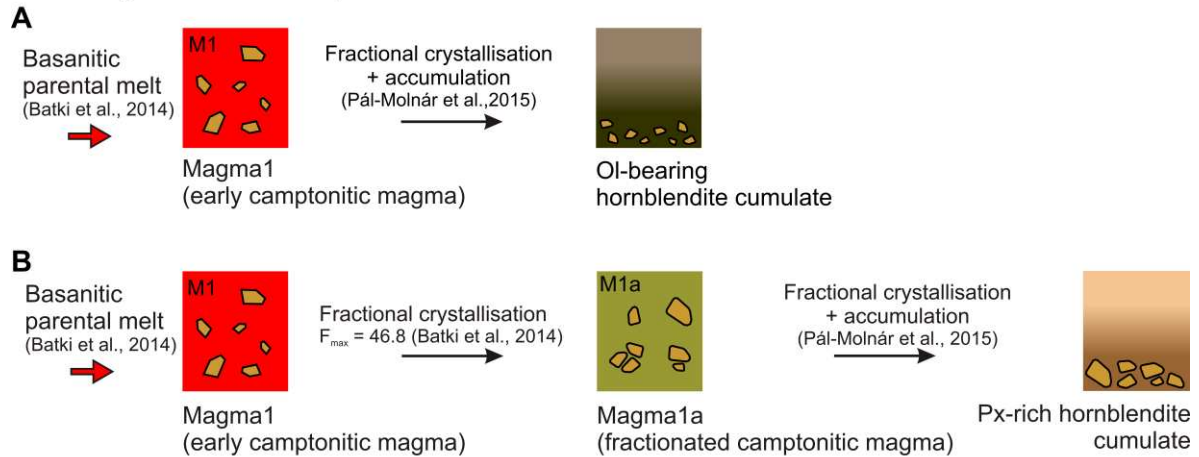 A
Basanitic
parental melt
(Batki et al., 2014)
M1
Magma1
(early camptonitic magma)
Fractional crystallisation
+ accumulation
(Pál-Molnár et al.,2015)
Ol-bearing
hornblendite cumulate
B
Basanitic
parental melt
(Batki et al., 2014)
M1
Magma1
(early camptonitic magma)
Fractional crystallisation
Fmax = 46.8 (Batki et al., 2014)
M1a
Magma1a
(fractionated camptonitic magma)
Fractional crystallisation
+ accumulation
(Pál-Molnár et al., 2015)
Px-rich hornblendite
cumulate